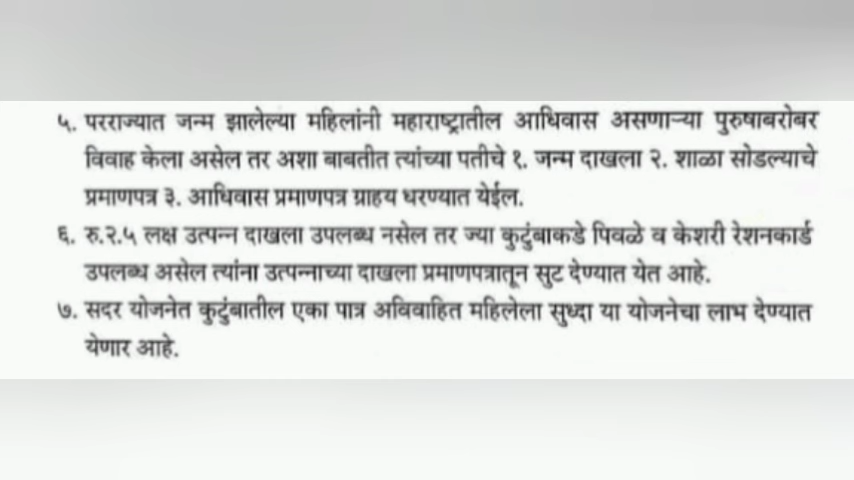 ५. परराज्यात जन्म झालेल्या महिलांनी महाराष्ट्रातील आधिवास असणाऱ्या पुरुषाबरोबर
विवाह केला असेल तर अशा बाबतीत त्यांच्या पतीचे १. जन्म दाखला २. शाळा सोडल्याचे
प्रमाणपत्र ३. आधिवास प्रमाणपत्र ग्राहय धरण्यात येईल.
६. रु.२.५ लक्ष उत्पन्न दाखला उपलब्ध नसेल तर ज्या कुटुंबाकडे पिवळे व केशरी रेशनकार्ड
उपलब्ध असेल त्यांना उत्पन्नाच्या दाखला प्रमाणपत्रातून सुट देण्यात येत आहे.
७. सदर योजनेत कुटुंबातील एका पात्र अविवाहित महिलेला सुध्दा या योजनेचा लाभ देण्यात
येणार आहे.